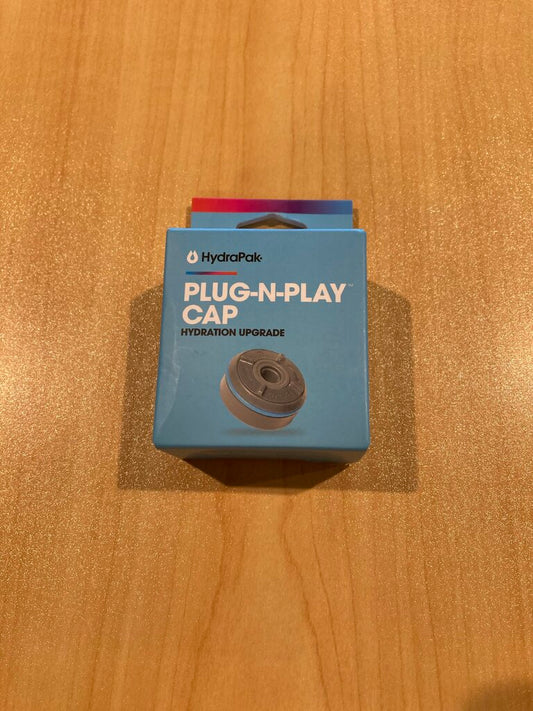 HydraPak
PLUG-N-PLAY™
CAP
HYDRATION UPGRADE